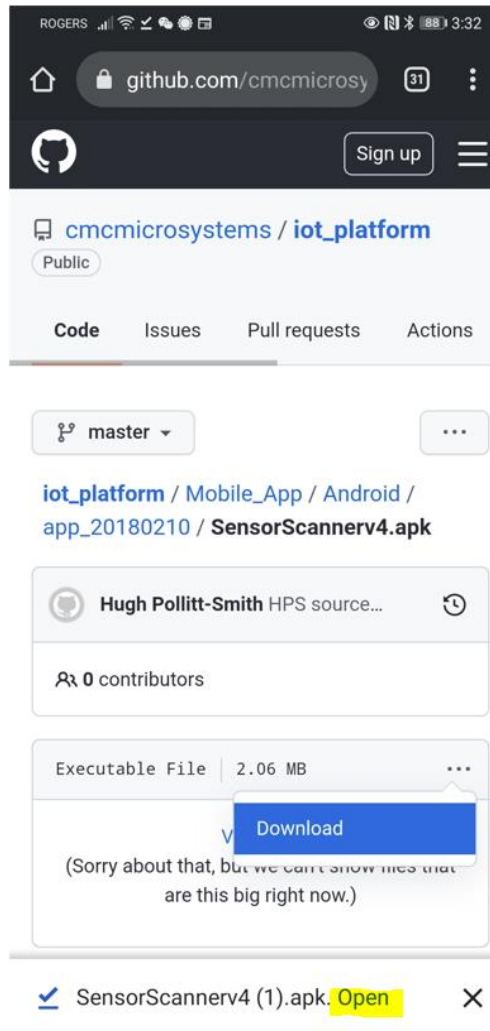 ROGERS 88 3:32
github.com/cmcmicrosy 31
Sign up
cmcmicrosystems / iot_platform
Public
Code Issues Pull requests Actions
master
iot_platform / Mobile_App / Android /
app_20180210 / SensorScannerv4.apk
Hugh Pollitt-Smith HPS source...
0 contributors
Executable File 2.06 MB
Download
V
(Sorry about that, but we can't show files that
are this big right now.)
SensorScannerv4 (1).apk. Open